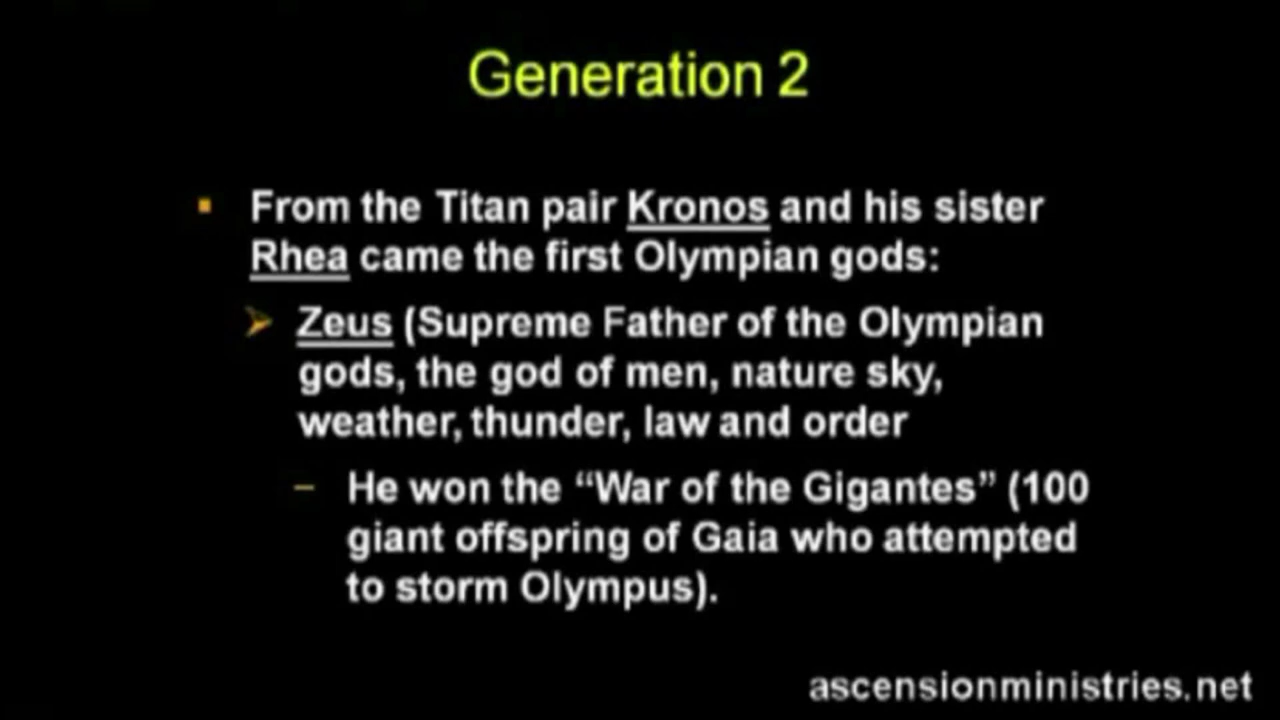 Generation 2
▪ From the Titan pair Kronos and his sister
Rhea came the first Olympian gods:
➤ Zeus (Supreme Father of the Olympian
gods, the god of men, nature sky,
weather, thunder, law and order
– He won the “War of the Gigantes” (100
giant offspring of Gaia who attempted
to storm Olympus).
ascensionministries.net